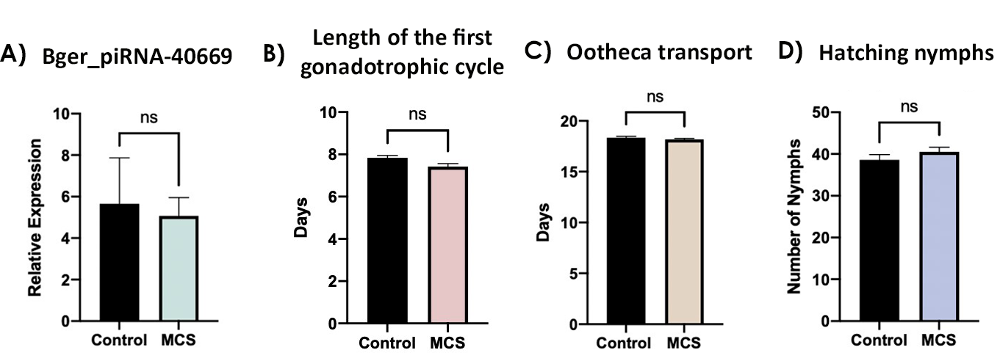 A) Bger_piRNA-40669
ns
10
8
6
4
2
0
Relative Expression
Control MCS
B) Length of the first
gonadotrophic cycle
ns
10
8
6
4
2
0
Days
Control MCS
C) Ootheca transport
ns
20
15
10
5
0
Days
Control MCS
D) Hatching nymphs
ns
50
40
30
20
10
0
Number of Nymphs
Control MCS